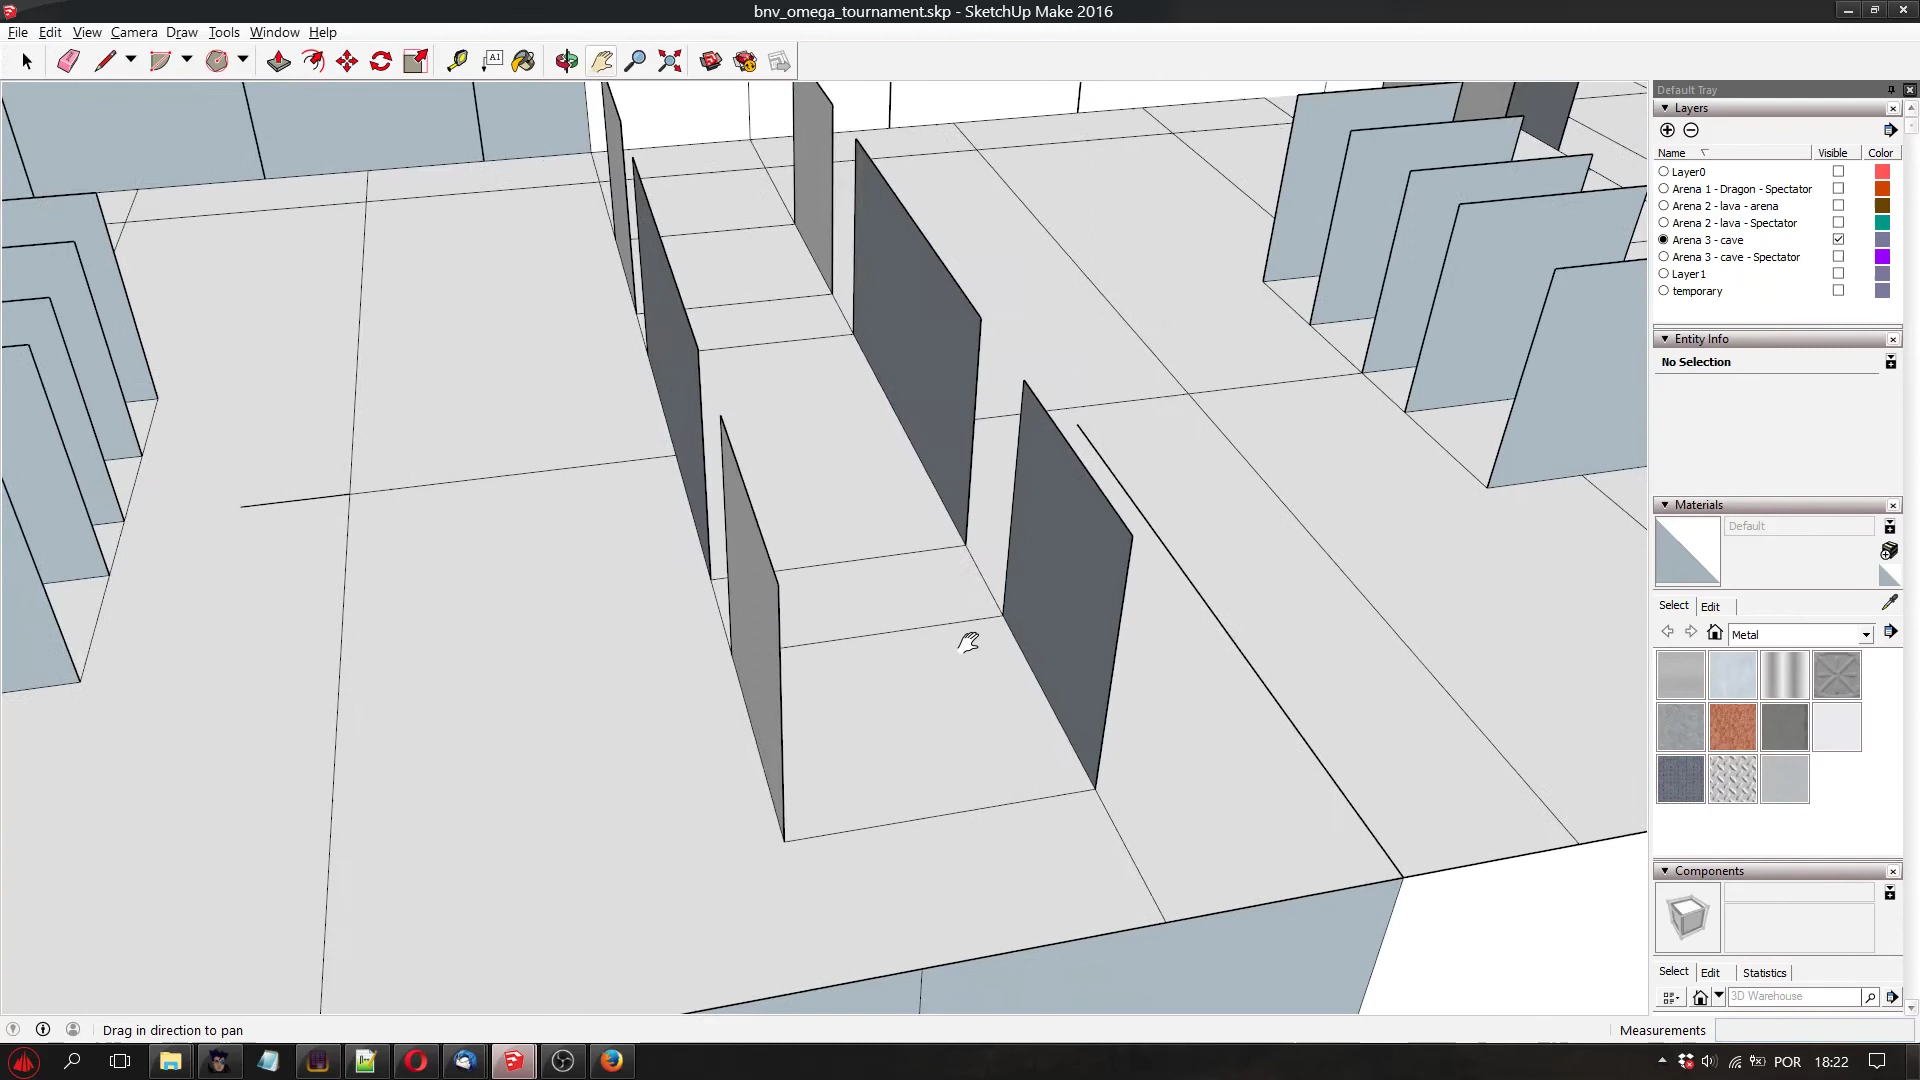 bnv_omega_tournament.skp - SketchUp Make 2016
File Edit View Camera Draw Tools Window Help
A1
Default Tray
Layers
Name Visible Color
Layer0
Arena 1 - Dragon - Spectator
Arena 2 - lava - arena
Arena 2 - lava - Spectator
Arena 3 - cave
Arena 3 - cave - Spectator
Layer1
temporary
Entity Info
No Selection
Materials
Default
Select Edit
Metal
Components
Select Edit Statistics
3D Warehouse
Drag in direction to pan
Measurements
POR 18:22